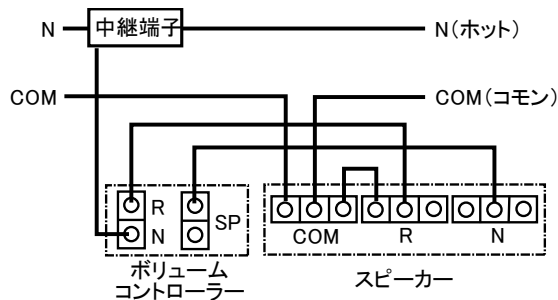 N 中継端子 N(ホット)
COM COM(コモン)
R
N
SP
COM R N
ボリューム
コントローラー
スピーカー